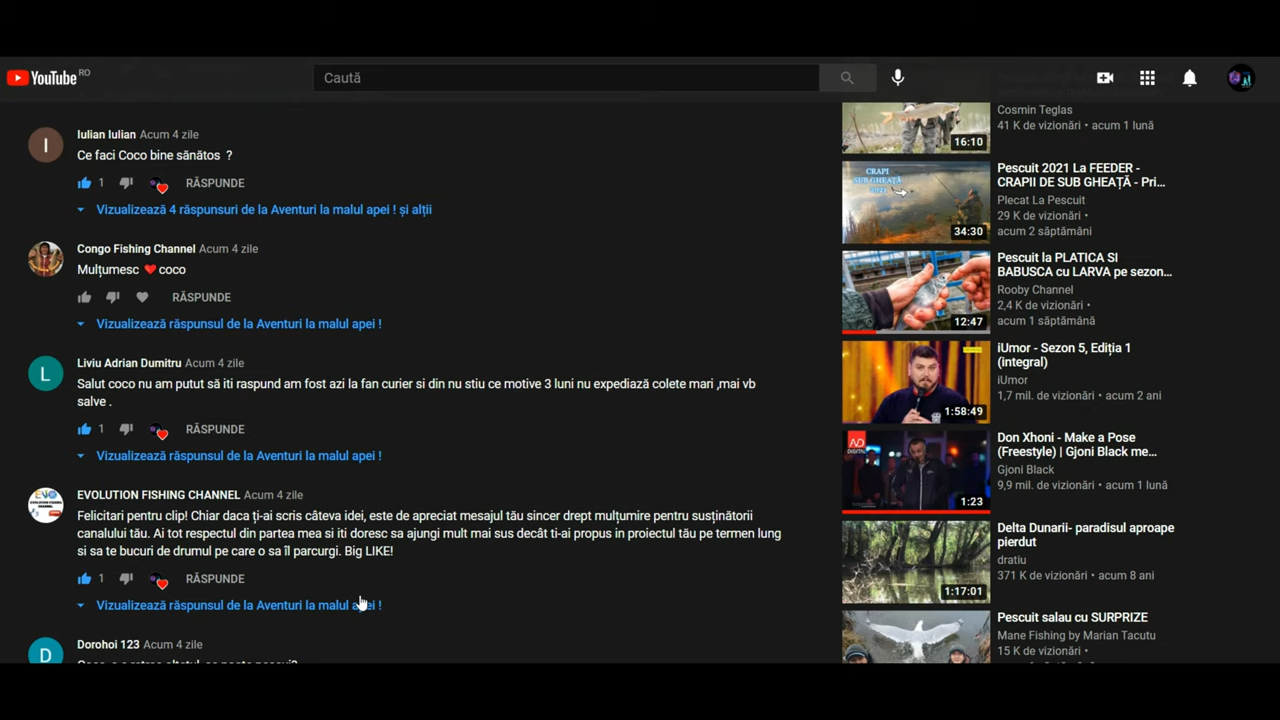 YouTube RO
Caută
Iulian Iulian Acum 4 zile
Ce faci Coco bine sănătos ?
1 RĂSPUNDE
Vizualizează 4 răspunsuri de la Aventuri la malul apei ! și alții
Congo Fishing Channel Acum 4 zile
Mulțumesc ❤️coco
RĂSPUNDE
Vizualizează răspunsul de la Aventuri la malul apei !
L
Liviu Adrian Dumitru Acum 4 zile
Salut coco nu am putut să iti raspund am fost azi la fan curier si din nu stiu ce motive 3 luni nu expediază colete mari ,mai vb
salve .
1 RĂSPUNDE
Vizualizează răspunsul de la Aventuri la malul apei !
EVOLUTION FISHING CHANNEL Acum 4 zile
Felicitari pentru clip! Chiar daca ți-ai scris câteva idei, este de apreciat mesajul tău sincer drept mulțumire pentru susținătorii
canalului tău. Ai tot respectul din partea mea si iti doresc sa ajungi mult mai sus decât ti-ai propus in proiectul tău pe termen lung
si sa te bucuri de drumul pe care o sa îl parcurgi. Big LIKE!
1 RĂSPUNDE
Vizualizează răspunsul de la Aventuri la malul apei !
D
Dorohoi 123 Acum 4 zile
Cosmin Teglas
41 K de vizionări • acum 1 lună
16:10
CRAPI
SUB GHEAȚĂ
2021
34:30
Pescuit 2021 La FEEDER -
CRAPII DE SUB GHEAȚĂ - Pri...
Plecat La Pescuit
29 K de vizionări •
acum 2 săptămâni
12:47
Pescuit la PLATICA SI
BABUSCA cu LARVA pe sezon...
Rooby Channel
2,4 K de vizionări •
acum 1 săptămână
1:58:49
iUmor - Sezon 5, Ediția 1
(integral)
iUmor
1,7 mil. de vizionări • acum 2 ani
DIGITAL
1:23
Don Xhoni - Make a Pose
(Freestyle) | Gjoni Black me...
Gjoni Black
9,9 mil. de vizionări • acum 1 lună
1:17:01
Delta Dunarii- paradisul aproape
pierdut
dratiu
371 K de vizionări • acum 8 ani
Pescuit salau cu SURPRIZE
Mane Fishing by Marian Tacutu
15 K de vizionări •